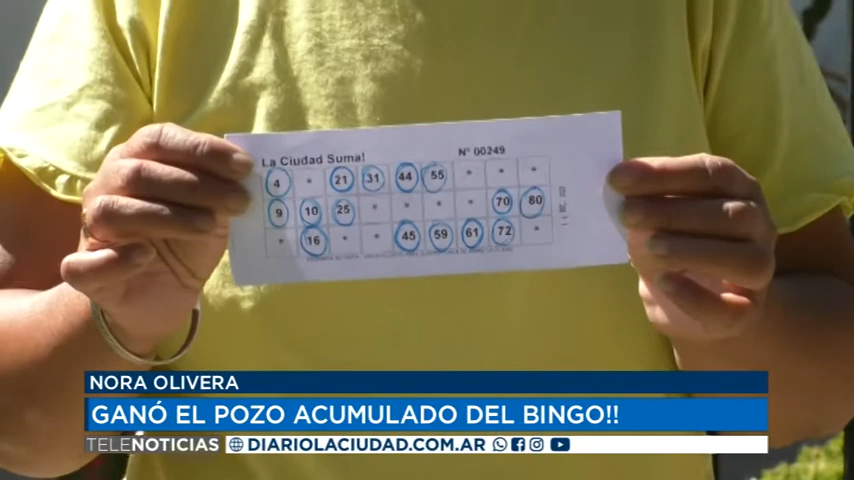 La Ciudad Suma! N° 00249
4 * 21 31 44 55 * * *
9 10 25 * * * * 70 80
* 16 * * 45 59 61 72 *
NORA OLIVERA
GANÓ EL POZO ACUMULADO DEL BINGO!!
TELENOTICIAS DIARIOLACIUDAD.COM.AR